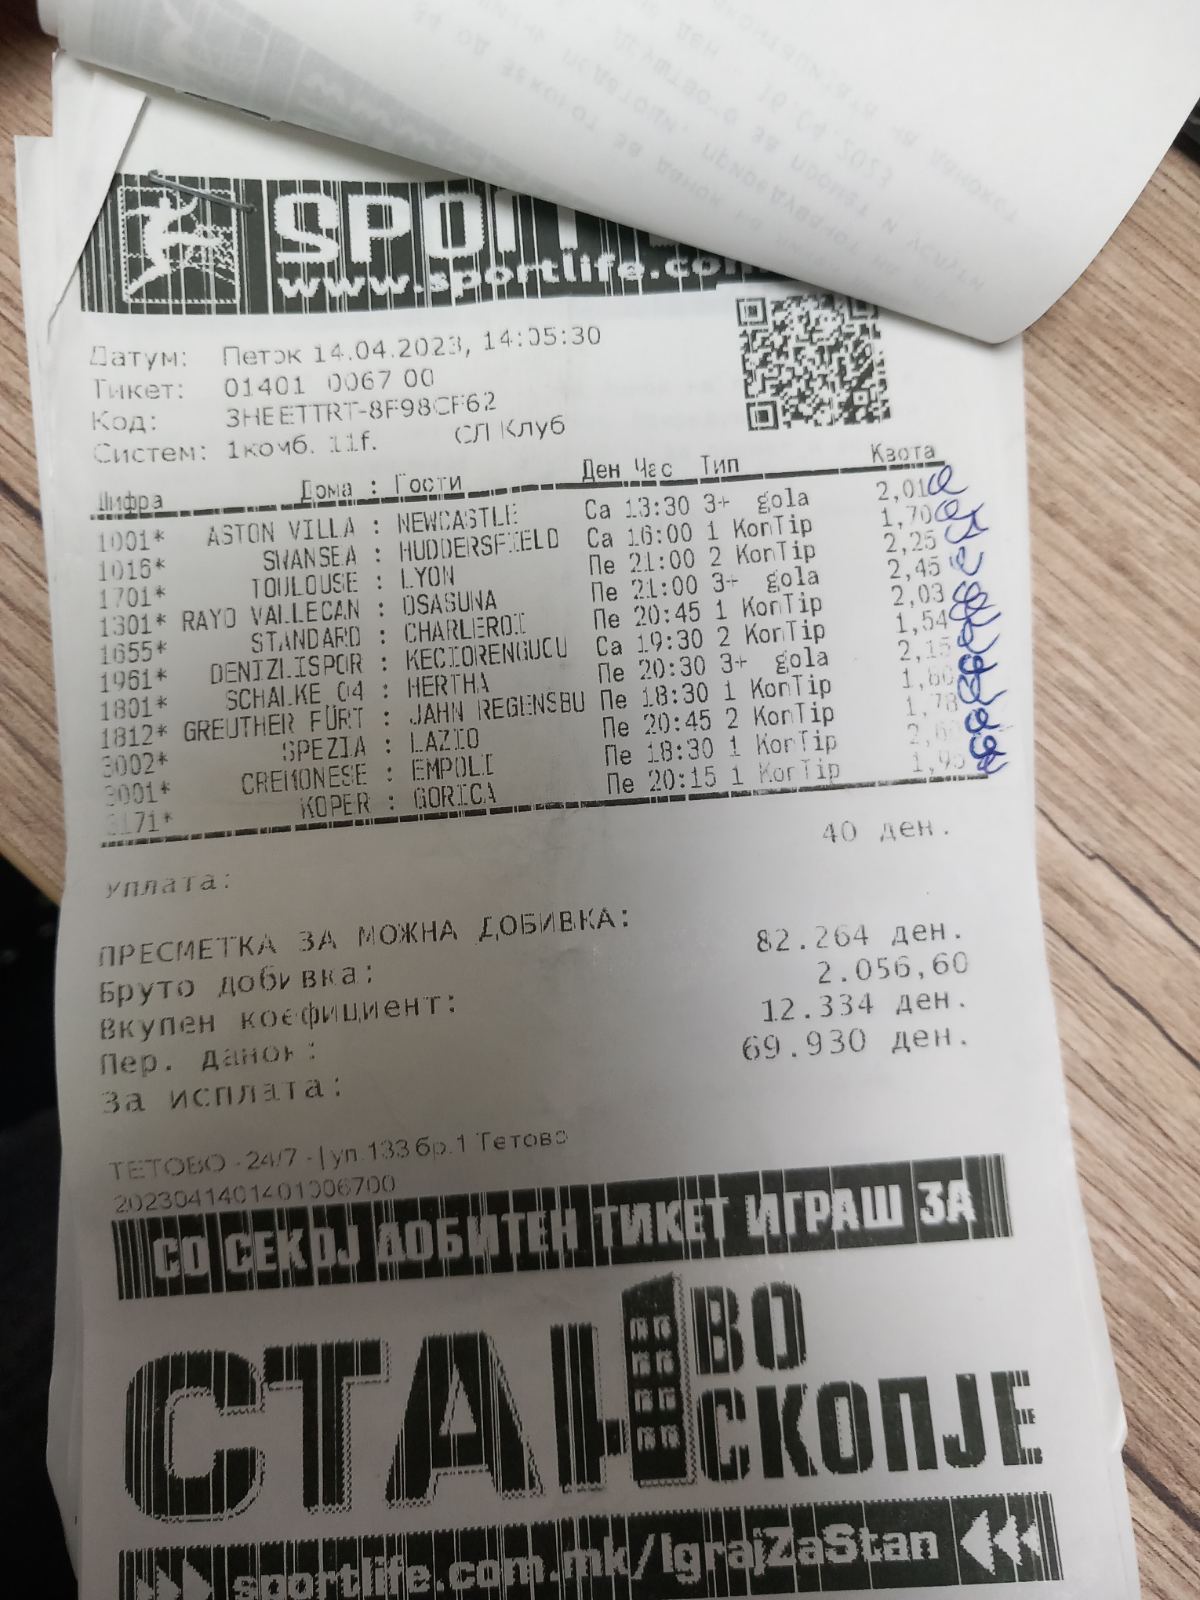 SPORT
www.sportlife.com
Датум: Петок 14.04.2023, 14:05:30
Тикет: 01401 0067 00
Код: 3HEETTRT-8F98CF62
Систем: 1комб. 11f. СЛ Клуб
Шифра Дома : Гости Ден Час Тип Квота
1001* ASTON VILLA : NEWCASTLE Са 13:30 3+ gola 2,01
1016* SWANSEA : HUDDERSFIELD Са 16:00 1 KonTip 1,70
1701* TOULOUSE : LYON Пе 21:00 2 KonTip 2,25
1301* RAYO VALLECAN : OSASUNA Пе 21:00 3+ gola 2,45
1655* STANDARD : CHARLEROI Пе 20:45 1 KonTip 2,03
1961* DENIZLISPOR : KECIORENGUCU Са 19:30 2 KonTip 1,54
1801* SCHALKE 04 : HERTHA Пе 20:30 3+ gola 2,15
1812* GREUTHER FÜRT : JAHN REGENSBU Пе 18:30 1 KonTip 1,60
3002* SPEZIA : LAZIO Пе 20:45 2 KonTip 1,78
3001* CREMONESE : EMPOLI Пе 18:30 1 KonTip
3171* KOPER : GORICA Пе 20:15 1 KonTip 1,95
Уплата: 40 ден.
ПРЕСМЕТКА ЗА МОЖНА ДОБИВКА:
Бруто добивка: 82.264 ден.
Вкупен коефициент: 2.056,60
Пер. данок: 12.334 ден.
За исплата: 69.930 ден.
ТЕТОВО -24/7 -|ул.133 бр.1 Тетово
2023041401401006700
СО СЕКОЈ ДОБИТЕН ТИКЕТ ИГРАШ ЗА
СТАН ВО СКОПЈЕ
sportlife.com.mk/IgrajZaStan